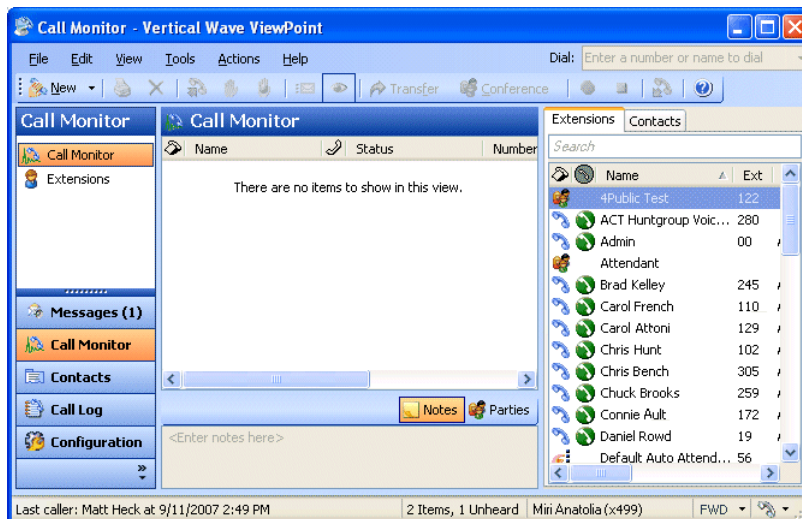 Call Monitor - Vertical Wave ViewPoint
File Edit View Tools Actions Help Dial: Enter a number or name to dial
New Transfer Conference
Call Monitor
Call Monitor
Extensions
Messages (1)
Call Monitor
Contacts
Call Log
Configuration
»
Call Monitor
Name Status Number
There are no items to show in this view.
Notes Parties
<Enter notes here>
Extensions Contacts
Search
Name Ext
4Public Test 122
ACT Huntgroup Voic... 280
Admin 00
Attendant
Brad Kelley 245
Carol French 110
Carol Attoni 129
Chris Hunt 102
Chris Bench 305
Chuck Brooks 259
Connie Ault 172
Daniel Rowd 19
Default Auto Attend... 56
Last caller: Matt Heck at 9/11/2007 2:49 PM 2 Items, 1 Unheard Miri Anatolia (x499) FWD